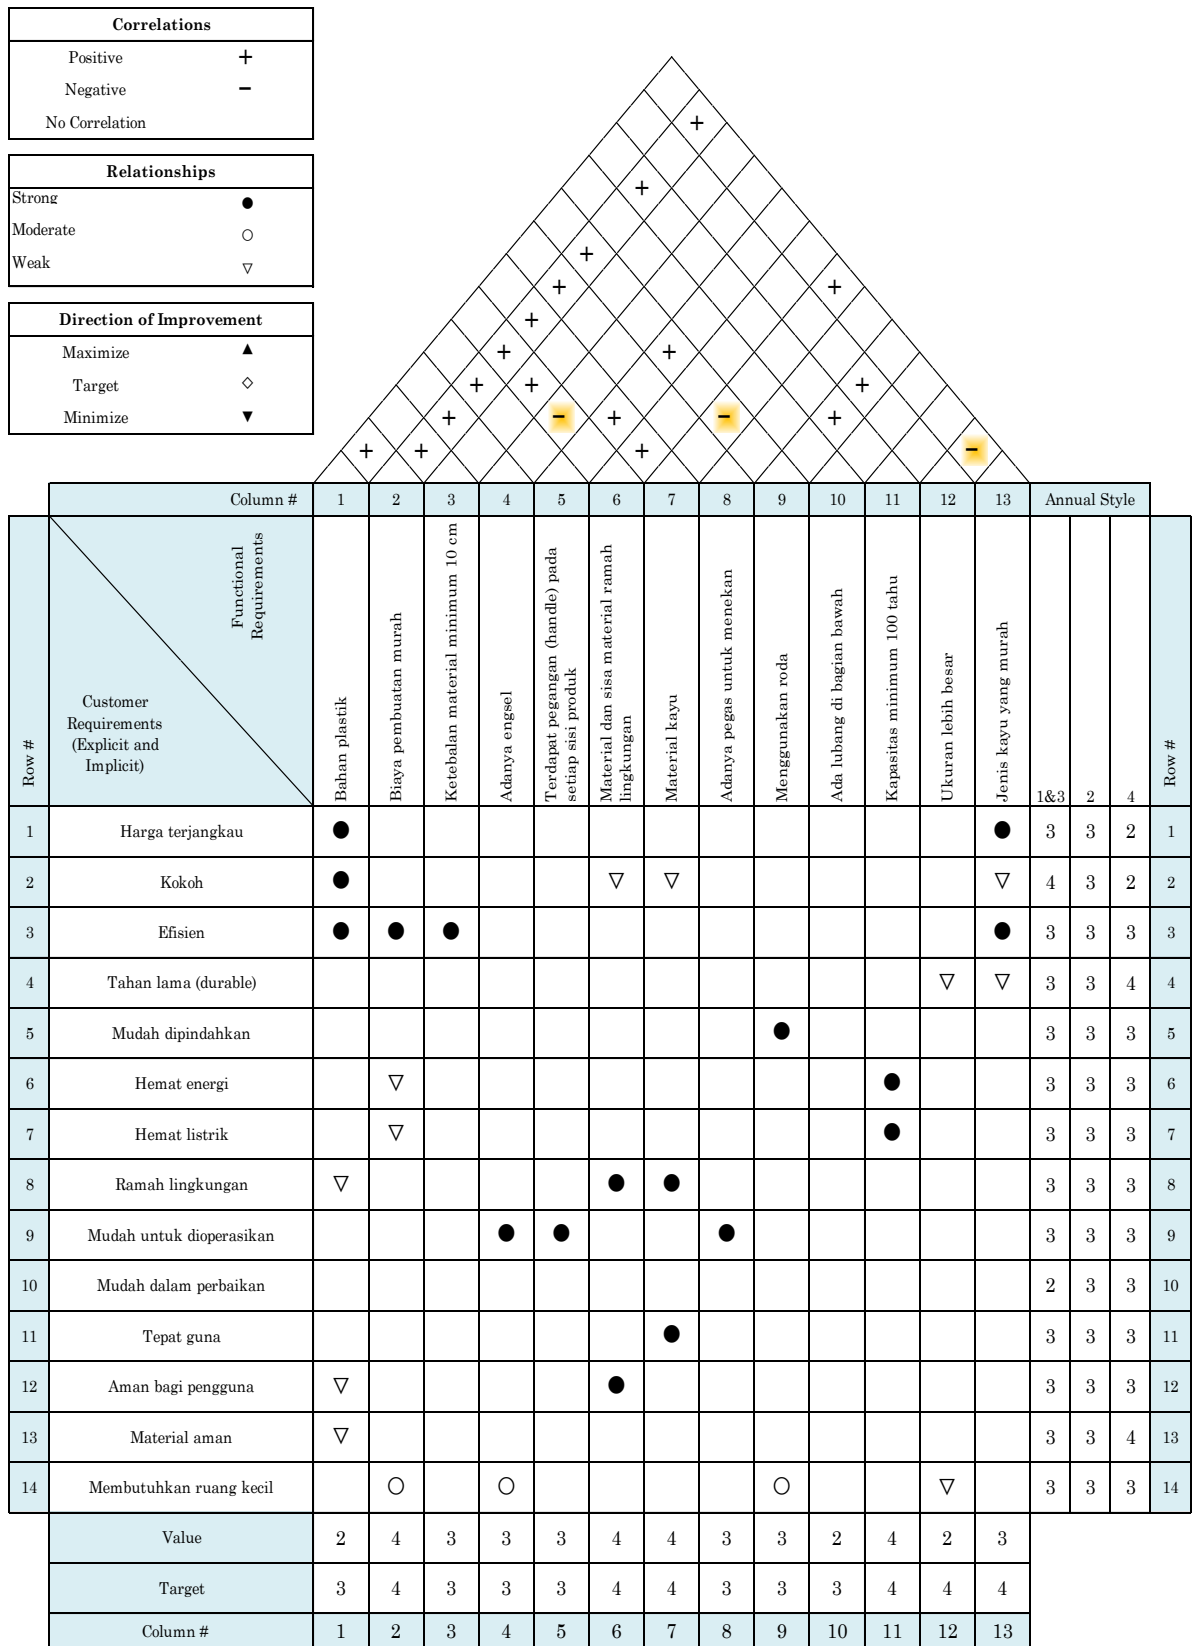 Correlations
Positive +
Negative −
No Correlation
Relationships
Strong ●
Moderate ○
Weak ▽
Direction of Improvement
Maximize ▲
Target ◇
Minimize ▼
+
+
+
+ +
+
+ +
+ + +
+ − + − +
+ + + −
Column # 1 2 3 4 5 6 7 8 9 10 11 12 13 Annual Style
Row #
Functional
Requirements
Customer
Requirements
(Explicit and
Implicit)
Bahan plastik
Biaya pembuatan murah
Ketebalan material minimum 10 cm
Adanya engsel
Terdapat pegangan (handle) pada
setiap sisi produk
Material dan sisa material ramah
lingkungan
Material kayu
Adanya pegas untuk menekan
Menggunakan roda
Ada lubang di bagian bawah
Kapasitas minimum 100 tahu
Ukuran lebih besar
Jenis kayu yang murah
1&3 2 4
Row #
1 Harga terjangkau ● ● 3 3 2 1
2 Kokoh ● ▽ ▽ ▽ 4 3 2 2
3 Efisien ● ● ● ● 3 3 3 3
4 Tahan lama (durable) ▽ ▽ 3 3 4 4
5 Mudah dipindahkan ● 3 3 3 5
6 Hemat energi ▽ ● 3 3 3 6
7 Hemat listrik ▽ ● 3 3 3 7
8 Ramah lingkungan ▽ ● ● 3 3 3 8
9 Mudah untuk dioperasikan ● ● ● 3 3 3 9
10 Mudah dalam perbaikan 2 3 3 10
11 Tepat guna ● 3 3 3 11
12 Aman bagi pengguna ▽ ● 3 3 3 12
13 Material aman ▽ 3 3 4 13
14 Membutuhkan ruang kecil ○ ○ ○ ▽ 3 3 3 14
Value 2 4 3 3 3 4 4 3 3 2 4 2 3
Target 3 4 3 3 3 4 4 3 3 3 4 4 4
Column # 1 2 3 4 5 6 7 8 9 10 11 12 13